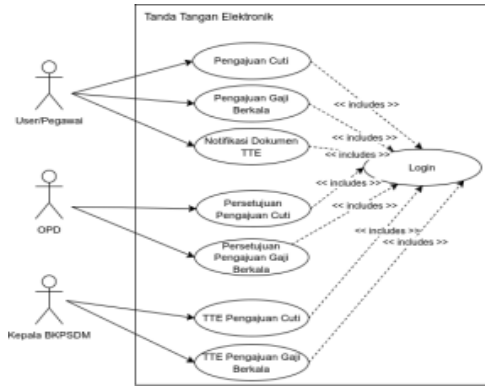 Tanda Tangan Elektronik
Pengajuan Cuti
<< includes >>
Pengajuan Gaji
Berkala
<< includes >>
User/Pegawai
Notifikasi Dokumen
TTE
<< includes >>
Login
<< includes >>
Persetujuan
Pengajuan Cuti
<< includes >>
OPD
Persetujuan
Pengajuan Gaji
Berkala
<< includes >>
<< includes >>
TTE Pengajuan Cuti
Kepala BKPSDM
TTE Pengajuan Gaji
Berkala